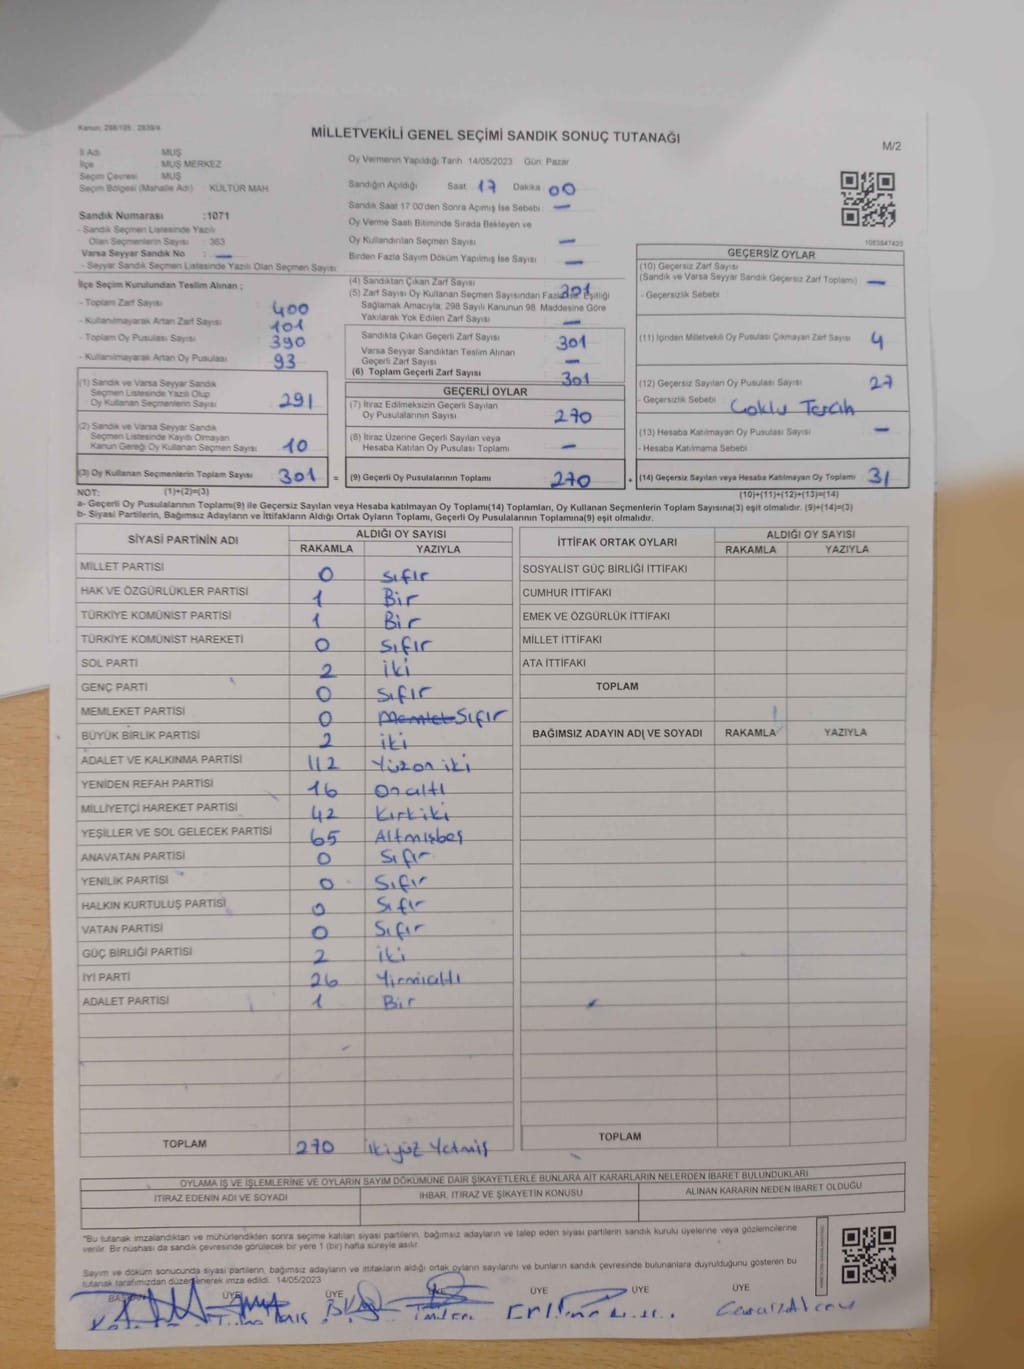 Kanun: 298/105 , 2839/4
MİLLETVEKİLİ GENEL SEÇİMİ SANDIK SONUÇ TUTANAĞI
M/2
İl Adı : MUŞ
İlçe : MUŞ MERKEZ
Seçim Çevresi : MUŞ
Seçim Bölgesi (Mahalle Adı) : KÜLTÜR MAH.
Sandık Numarası :1071
- Sandık Seçmen Listesinde Yazılı
Olan Seçmenlerin Sayısı : 363
Varsa Seyyar Sandık No : —
- Seyyar Sandık Seçmen Listesinde Yazılı Olan Seçmen Sayısı:
Oy Vermenin Yapıldığı Tarih 14/05/2023 Gün: Pazar
Sandığın Açıldığı Saat: 17 Dakika: 00
Sandık Saat 17:00'den Sonra Açılmış İse Sebebi : —
Oy Verme Saati Bitiminde Sırada Bekleyen ve
Oy Kullandırılan Seçmen Sayısı —
Birden Fazla Sayım Döküm Yapılmış İse Sayısı : —
1083847420
İlçe Seçim Kurulundan Teslim Alınan ;
- Toplam Zarf Sayısı : 400
- Kullanılmayarak Artan Zarf Sayısı : 101
- Toplam Oy Pusulası Sayısı : 390
- Kullanılmayarak Artan Oy Pusulası : 93
(1) Sandık ve Varsa Seyyar Sandık
Seçmen Listesinde Yazılı Olup
Oy Kullanan Seçmenlerin Sayısı 291
(2) Sandık ve Varsa Seyyar Sandık
Seçmen Listesinde Kayıtlı Olmayan
Kanun Gereği Oy Kullanan Seçmen Sayısı 10
(3) Oy Kullanan Seçmenlerin Toplam Sayısı 301 =
(4) Sandıktan Çıkan Zarf Sayısı 301
(5) Zarf Sayısı Oy Kullanan Seçmen Sayısından Fazla İse, Eşitliği
Sağlamak Amacıyla; 298 Sayılı Kanunun 98. Maddesine Göre
Yakılarak Yok Edilen Zarf Sayısı —
Sandıkta Çıkan Geçerli Zarf Sayısı 301
Varsa Seyyar Sandıktan Teslim Alınan
Geçerli Zarf Sayısı —
(6) Toplam Geçerli Zarf Sayısı 301
GEÇERLİ OYLAR
(7) İtiraz Edilmeksizin Geçerli Sayılan
Oy Pusulalarının Sayısı 270
(8) İtiraz Üzerine Geçerli Sayılan veya
Hesaba Katılan Oy Pusulası Toplamı —
(9) Geçerli Oy Pusulalarının Toplamı 270 +
GEÇERSİZ OYLAR
(10) Geçersiz Zarf Sayısı
(Sandık ve Varsa Seyyar Sandık Geçersiz Zarf Toplamı) —
- Geçersizlik Sebebi
(11) İçinden Milletvekili Oy Pusulası Çıkmayan Zarf Sayısı 4
(12) Geçersiz Sayılan Oy Pusulası Sayısı 27
- Geçersizlik Sebebi Çoklu Tercih
(13) Hesaba Katılmayan Oy Pusulası Sayısı —
- Hesaba Katılmama Sebebi
(14) Geçersiz Sayılan veya Hesaba Katılmayan Oy Toplamı 31
NOT: (1)+(2)=(3) (10)+(11)+(12)+(13)=(14)
a- Geçerli Oy Pusulalarının Toplamı(9) ile Geçersiz Sayılan veya Hesaba katılmayan Oy Toplamı(14) Toplamları, Oy Kullanan Seçmenlerin Toplam Sayısına(3) eşit olmalıdır. (9)+(14)=(3)
b- Siyasi Partilerin, Bağımsız Adayların ve İttifakların Aldığı Ortak Oyların Toplamı, Geçerli Oy Pusulalarının Toplamına(9) eşit olmalıdır.
SİYASİ PARTİNİN ADI ALDIĞI OY SAYISI
RAKAMLA YAZIYLA
MİLLET PARTİSİ 0 Sıfır
HAK VE ÖZGÜRLÜKLER PARTİSİ 1 Bir
TÜRKİYE KOMÜNİST PARTİSİ 1 Bir
TÜRKİYE KOMÜNİST HAREKETİ 0 Sıfır
SOL PARTİ 2 iki
GENÇ PARTİ 0 Sıfır
MEMLEKET PARTİSİ 0 Memlet Sıfır
BÜYÜK BİRLİK PARTİSİ 2 iki
ADALET VE KALKINMA PARTİSİ 112 Yüzon iki
YENİDEN REFAH PARTİSİ 16 Onaltı
MİLLİYETÇİ HAREKET PARTİSİ 42 Kırkiki
YEŞİLLER VE SOL GELECEK PARTİSİ 65 Altmışbeş
ANAVATAN PARTİSİ 0 Sıfır
YENİLİK PARTİSİ 0 Sıfır
HALKIN KURTULUŞ PARTİSİ 0 Sıfır
VATAN PARTİSİ 0 Sıfır
GÜÇ BİRLİĞİ PARTİSİ 2 iki
İYİ PARTİ 26 Yirmialtı
ADALET PARTİSİ 1 Bir
TOPLAM 270 ikiyüz Yetmiş
İTTİFAK ORTAK OYLARI ALDIĞI OY SAYISI
RAKAMLA YAZIYLA
SOSYALİST GÜÇ BİRLİĞİ İTTİFAKI
CUMHUR İTTİFAKI
EMEK VE ÖZGÜRLÜK İTTİFAKI
MİLLET İTTİFAKI
ATA İTTİFAKI
TOPLAM
BAĞIMSIZ ADAYIN ADI VE SOYADI RAKAMLA YAZIYLA
TOPLAM
OYLAMA İŞ VE İŞLEMLERİNE VE OYLARIN SAYIM DÖKÜMÜNE DAİR ŞİKAYETLERLE BUNLARA AİT KARARLARIN NELERDEN İBARET BULUNDUKLARI
İTİRAZ EDENİN ADI VE SOYADI İHBAR, İTİRAZ VE ŞİKAYETİN KONUSU ALINAN KARARIN NEDEN İBARET OLDUĞU
*Bu tutanak imzalandıktan ve mühürlendikten sonra seçime katılan siyasi partilerin, bağımsız adayların ve talep eden siyasi partilerin sandık kurulu üyelerine veya gözlemcilerine
verilir. Bir nüshası da sandık çevresinde görülecek bir yere 1 (bir) hafta süreyle asılır.
Sayım ve döküm sonucunda siyasi partilerin, bağımsız adayların ve ittifakların aldığı ortak oyların sayılarını ve bunların sandık çevresinde bulunanlara duyrulduğunu gösteren bu
tutanak tarafımızdan düzenlenerek imza edildi. 14/05/2023
BAŞKAN ÜYE ÜYE ÜYE ÜYE ÜYE ÜYE